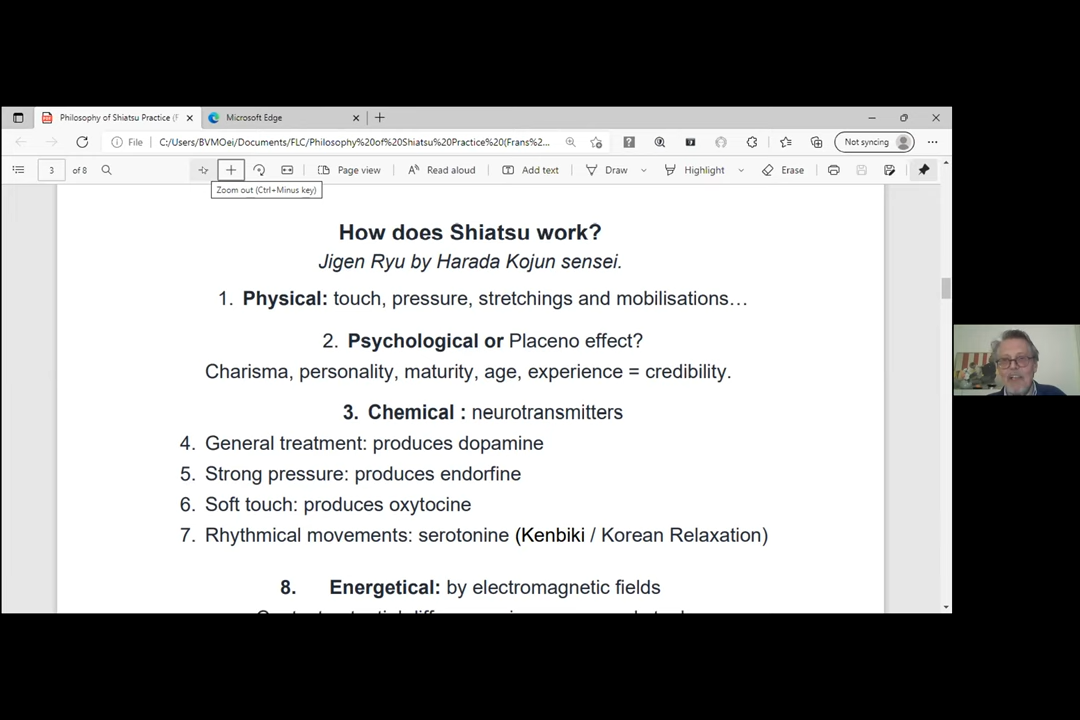 Philosophy of Shiatsu Practice (F
Microsoft Edge
File
C:/Users/BVMOei/Documents/FLC/Philosophy%20of%20Shiatsu%20Practice%20(Frans%2...
Not syncing
3 of 8
Page view
Read aloud
Add text
Draw
Highlight
Erase
Zoom out (Ctrl+Minus key)
How does Shiatsu work?
Jigen Ryu by Harada Kojun sensei.
1. Physical: touch, pressure, stretchings and mobilisations…
2. Psychological or Placeno effect?
Charisma, personality, maturity, age, experience = credibility.
3. Chemical : neurotransmitters
4. General treatment: produces dopamine
5. Strong pressure: produces endorfine
6. Soft touch: produces oxytocine
7. Rhythmical movements: serotonine (Kenbiki / Korean Relaxation)
8. Energetical: by electromagnetic fields